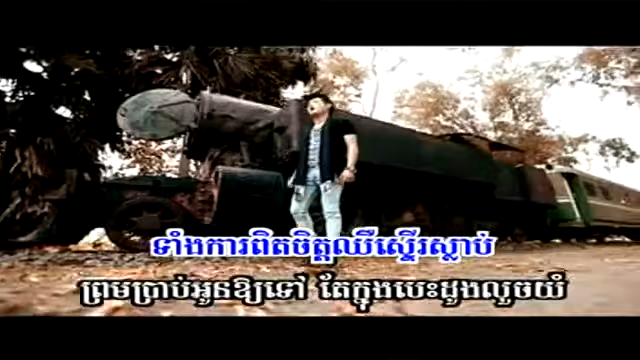 ទាំងការពិតចិត្តឈឺស្ទើរស្លាប់
ព្រមប្រាប់អូនឱ្យទៅ តែក្នុងបេះដូងលួចយំ